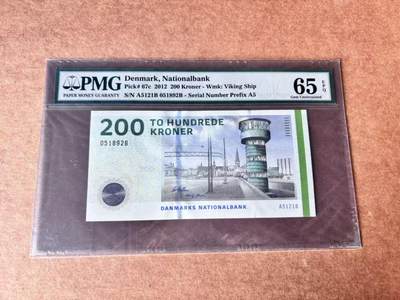 PMG
PAPER MONEY GUARANTY
Denmark, Nationalbank
Pick# 67c 2012 200 Kroner - Wmk: Viking Ship
S/N A5121B 051892B - Serial Number Prefix A5
65 EPQ
Gem Uncirculated
200 TO HUNDREDE
KRONER
051892B
DANMARKS NATIONALBANK
A5121B